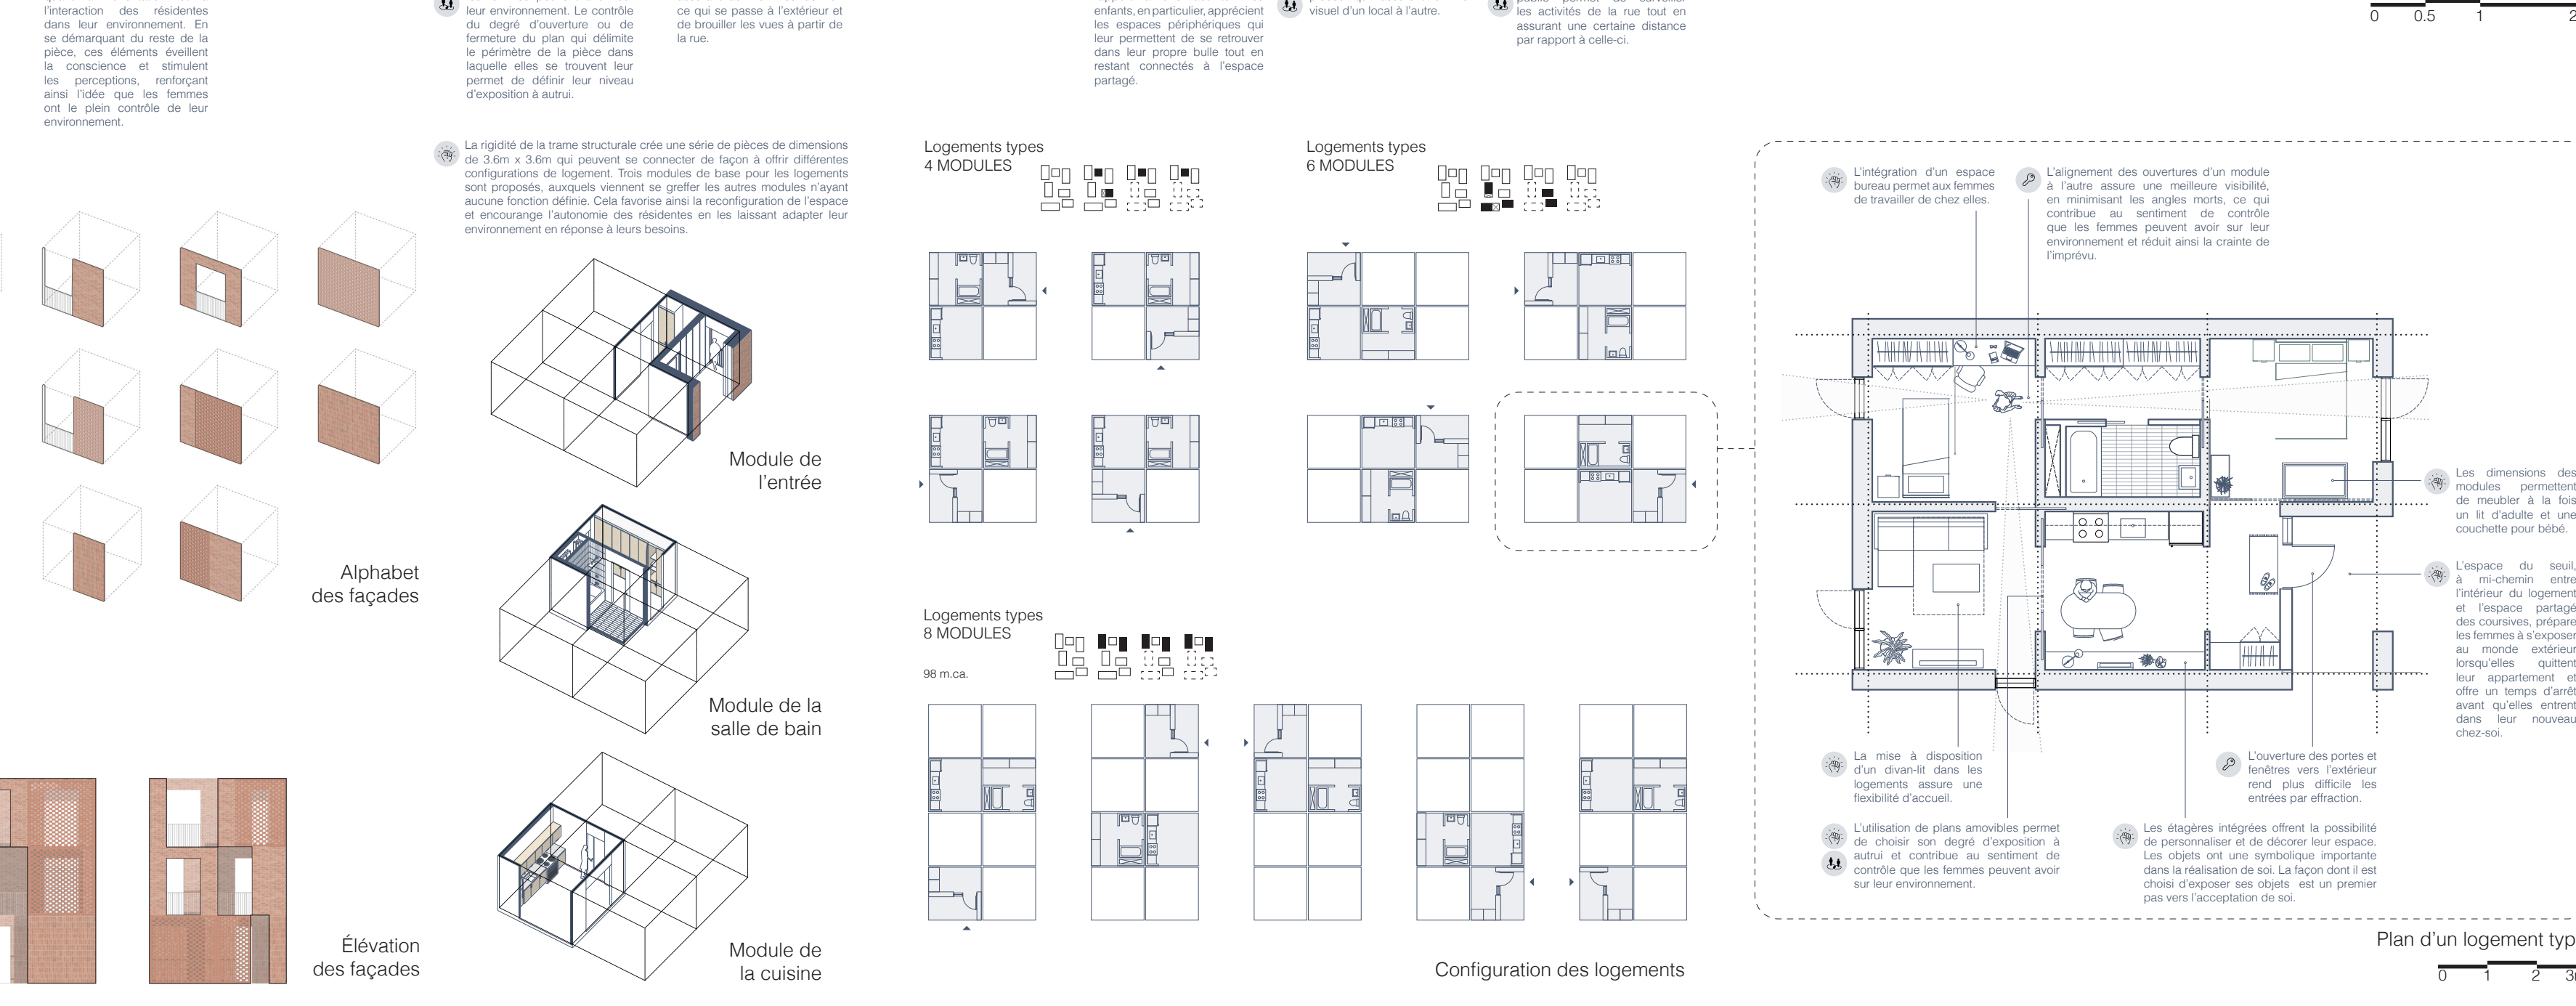 l'interaction des résidentes
dans leur environnement. En
se démarquant du reste de la
pièce, ces éléments éveillent
la conscience et stimulent
les perceptions, renforçant
ainsi l'idée que les femmes
ont le plein contrôle de leur
environnement.
leur environnement. Le contrôle
du degré d'ouverture ou de
fermeture du plan qui délimite
le périmètre de la pièce dans
laquelle elles se trouvent leur
permet de définir leur niveau
d'exposition à autrui.
ce qui se passe à l'extérieur et
de brouiller les vues à partir de
la rue.
enfants, en particulier, apprécient
les espaces périphériques qui
leur permettent de se retrouver
dans leur propre bulle tout en
restant connectés à l'espace
partagé.
visuel d'un local à l'autre.
les activités de la rue tout en
assurant une certaine distance
par rapport à celle-ci.
0 0.5 1 2
La rigidité de la trame structurale crée une série de pièces de dimensions
de 3.6m x 3.6m qui peuvent se connecter de façon à offrir différentes
configurations de logement. Trois modules de base pour les logements
sont proposés, auxquels viennent se greffer les autres modules n'ayant
aucune fonction définie. Cela favorise ainsi la reconfiguration de l'espace
et encourange l'autonomie des résidentes en les laissant adapter leur
environnement en réponse à leurs besoins.
Module de
l'entrée
Alphabet
des façades
Module de la
salle de bain
Élévation
des façades
Module de
la cuisine
Logements types
4 MODULES
Logements types
6 MODULES
Logements types
8 MODULES
98 m.ca.
Configuration des logements
L'intégration d'un espace
bureau permet aux femmes
de travailler de chez elles.
L'alignement des ouvertures d'un module
à l'autre assure une meilleure visibilité,
en minimisant les angles morts, ce qui
contribue au sentiment de contrôle
que les femmes peuvent avoir sur leur
environnement et réduit ainsi la crainte de
l'imprévu.
Les dimensions des
modules permettent
de meubler à la fois
un lit d'adulte et une
couchette pour bébé.
L'espace du seuil,
à mi-chemin entre
l'intérieur du logement
et l'espace partagé
des coursives, prépare
les femmes à s'exposer
au monde extérieur
lorsqu'elles quittent
leur appartement et
offre un temps d'arrêt
avant qu'elles entrent
dans leur nouveau
chez-soi.
La mise à disposition
d'un divan-lit dans les
logements assure une
flexibilité d'accueil.
L'ouverture des portes et
fenêtres vers l'extérieur
rend plus difficile les
entrées par effraction.
L'utilisation de plans amovibles permet
de choisir son degré d'exposition à
autrui et contribue au sentiment de
contrôle que les femmes peuvent avoir
sur leur environnement.
Les étagères intégrées offrent la possibilité
de personnaliser et de décorer leur espace.
Les objets ont une symbolique importante
dans la réalisation de soi. La façon dont il est
choisi d'exposer ses objets est un premier
pas vers l'acceptation de soi.
Plan d'un logement typ
0 1 2 3